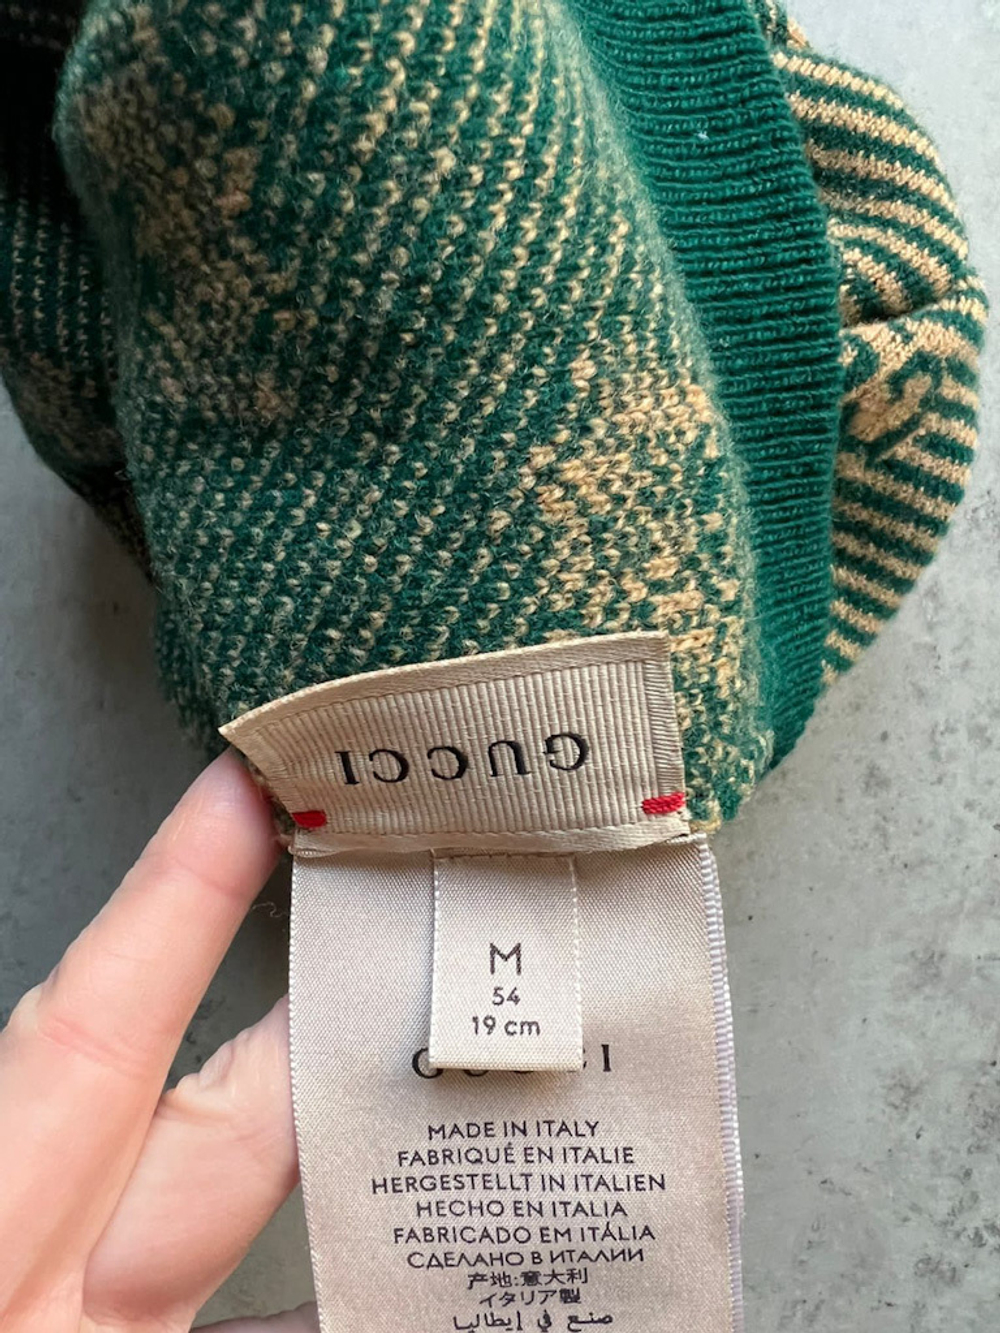 GUCCI
M
54
19 cm
GUCCI
MADE IN ITALY
FABRIQUÉ EN ITALIE
HERGESTELLT IN ITALIEN
HECHO EN ITALIA
FABRICADO EM ITÁLIA
СДЕЛАНО В ИТАЛИИ
产地:意大利
イタリア製
صنع في إيطاليا